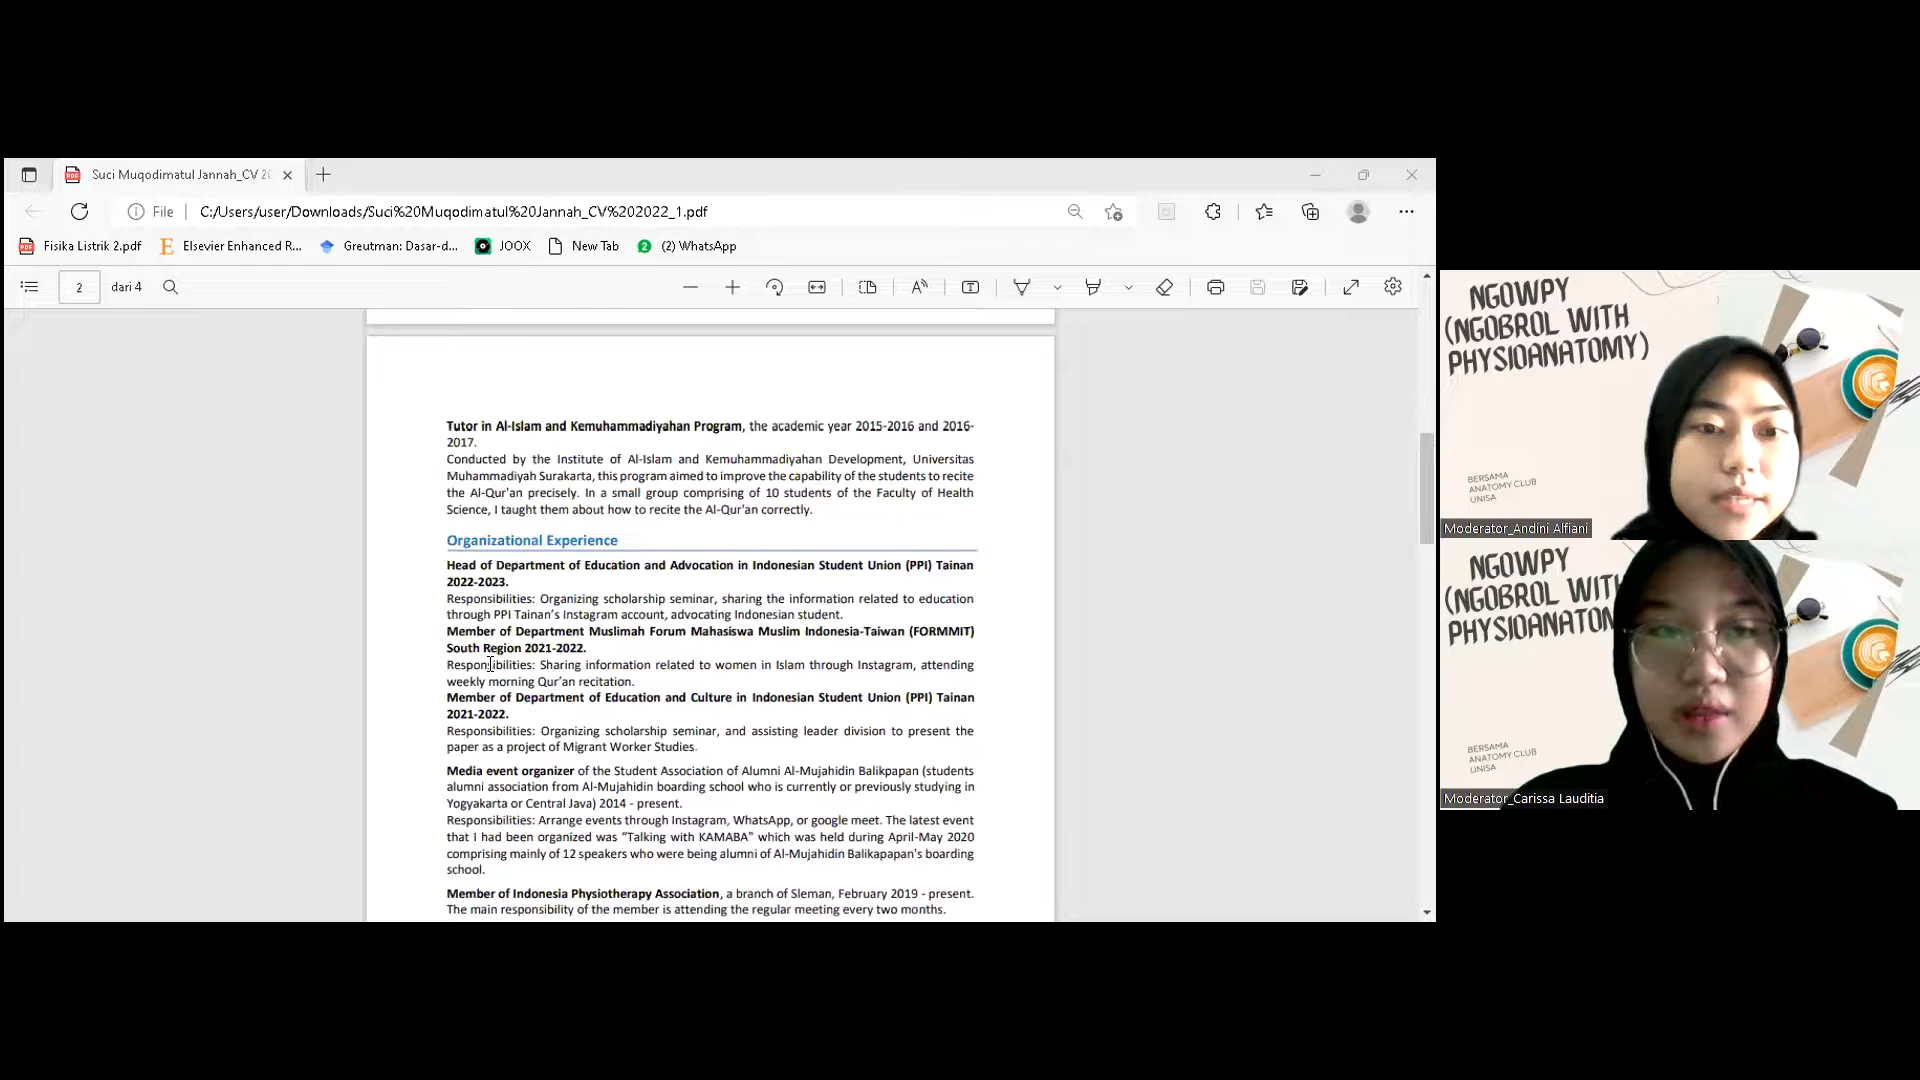 Suci Muqodimatul Jannah_CV 20
File
C:/Users/user/Downloads/Suci%20Muqodimatul%20Jannah_CV%202022_1.pdf
Fisika Listrik 2.pdf
Elsevier Enhanced R...
Greutman: Dasar-d...
JOOX
New Tab
(2) WhatsApp
2
dari 4
Tutor in Al-Islam and Kemuhammadiyahan Program, the academic year 2015-2016 and 2016-
2017.
Conducted by the Institute of Al-Islam and Kemuhammadiyahan Development, Universitas
Muhammadiyah Surakarta, this program aimed to improve the capability of the students to recite
the Al-Qur'an precisely. In a small group comprising of 10 students of the Faculty of Health
Science, I taught them about how to recite the Al-Qur'an correctly.
Organizational Experience
Head of Department of Education and Advocation in Indonesian Student Union (PPI) Tainan
2022-2023.
Responsibilities: Organizing scholarship seminar, sharing the information related to education
through PPI Tainan's Instagram account, advocating Indonesian student.
Member of Department Muslimah Forum Mahasiswa Muslim Indonesia-Taiwan (FORMMIT)
South Region 2021-2022.
Responsibilities: Sharing information related to women in Islam through Instagram, attending
weekly morning Qur'an recitation.
Member of Department of Education and Culture in Indonesian Student Union (PPI) Tainan
2021-2022.
Responsibilities: Organizing scholarship seminar, and assisting leader division to present the
paper as a project of Migrant Worker Studies.
Media event organizer of the Student Association of Alumni Al-Mujahidin Balikpapan (students
alumni association from Al-Mujahidin boarding school who is currently or previously studying in
Yogyakarta or Central Java) 2014 - present.
Responsibilities: Arrange events through Instagram, WhatsApp, or google meet. The latest event
that I had been organized was “Talking with KAMABA" which was held during April-May 2020
comprising mainly of 12 speakers who were being alumni of Al-Mujahidin Balikapapan's boarding
school.
Member of Indonesia Physiotherapy Association, a branch of Sleman, February 2019 - present.
The main responsibility of the member is attending the regular meeting every two months.
NGOWPY
(NGOBROL WITH
PHYSIOANATOMY)
BERSAMA
ANATOMY CLUB
UNISA
Moderator_Andini Alfiani
NGOWPY
(NGOBROL WITH
PHYSIOANATOM
BERSAMA
ANATOMY CLUB
UNISA
Moderator_Carissa Lauditia